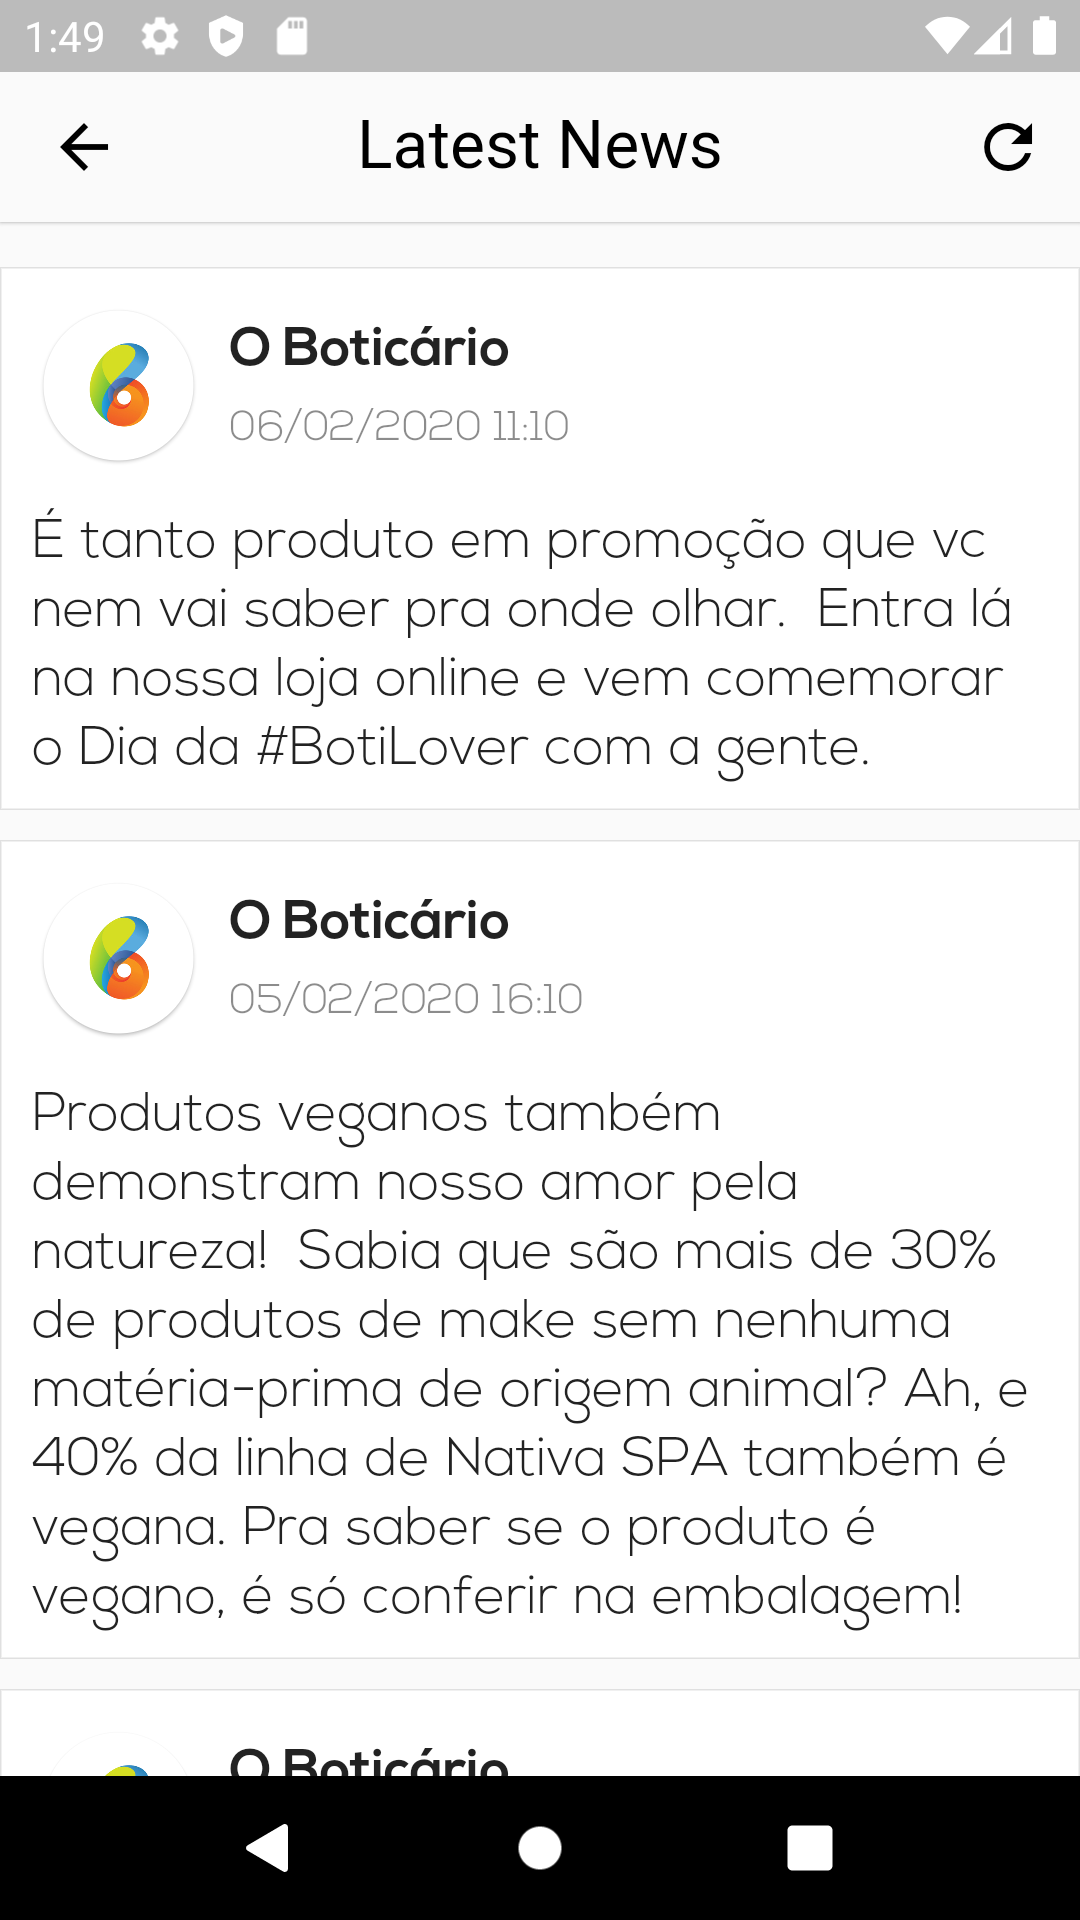 1:49
Latest News
O Boticário
06/02/2020 11:10
É tanto produto em promoção que vc
nem vai saber pra onde olhar.  Entra lá
na nossa loja online e vem comemorar
o Dia da #BotiLover com a gente.
O Boticário
05/02/2020 16:10
Produtos veganos também
demonstram nosso amor pela
natureza!  Sabia que são mais de 30%
de produtos de make sem nenhuma
matéria-prima de origem animal? Ah, e
40% da linha de Nativa SPA também é
vegana. Pra saber se o produto é
vegano, é só conferir na embalagem!
O Boticário